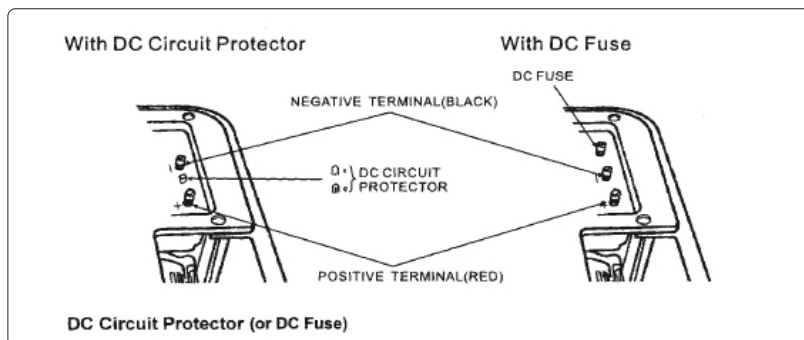 With DC Circuit Protector
With DC Fuse
DC FUSE
NEGATIVE TERMINAL(BLACK)
DC CIRCUIT
PROTECTOR
POSITIVE TERMINAL(RED)
DC Circuit Protector (or DC Fuse)